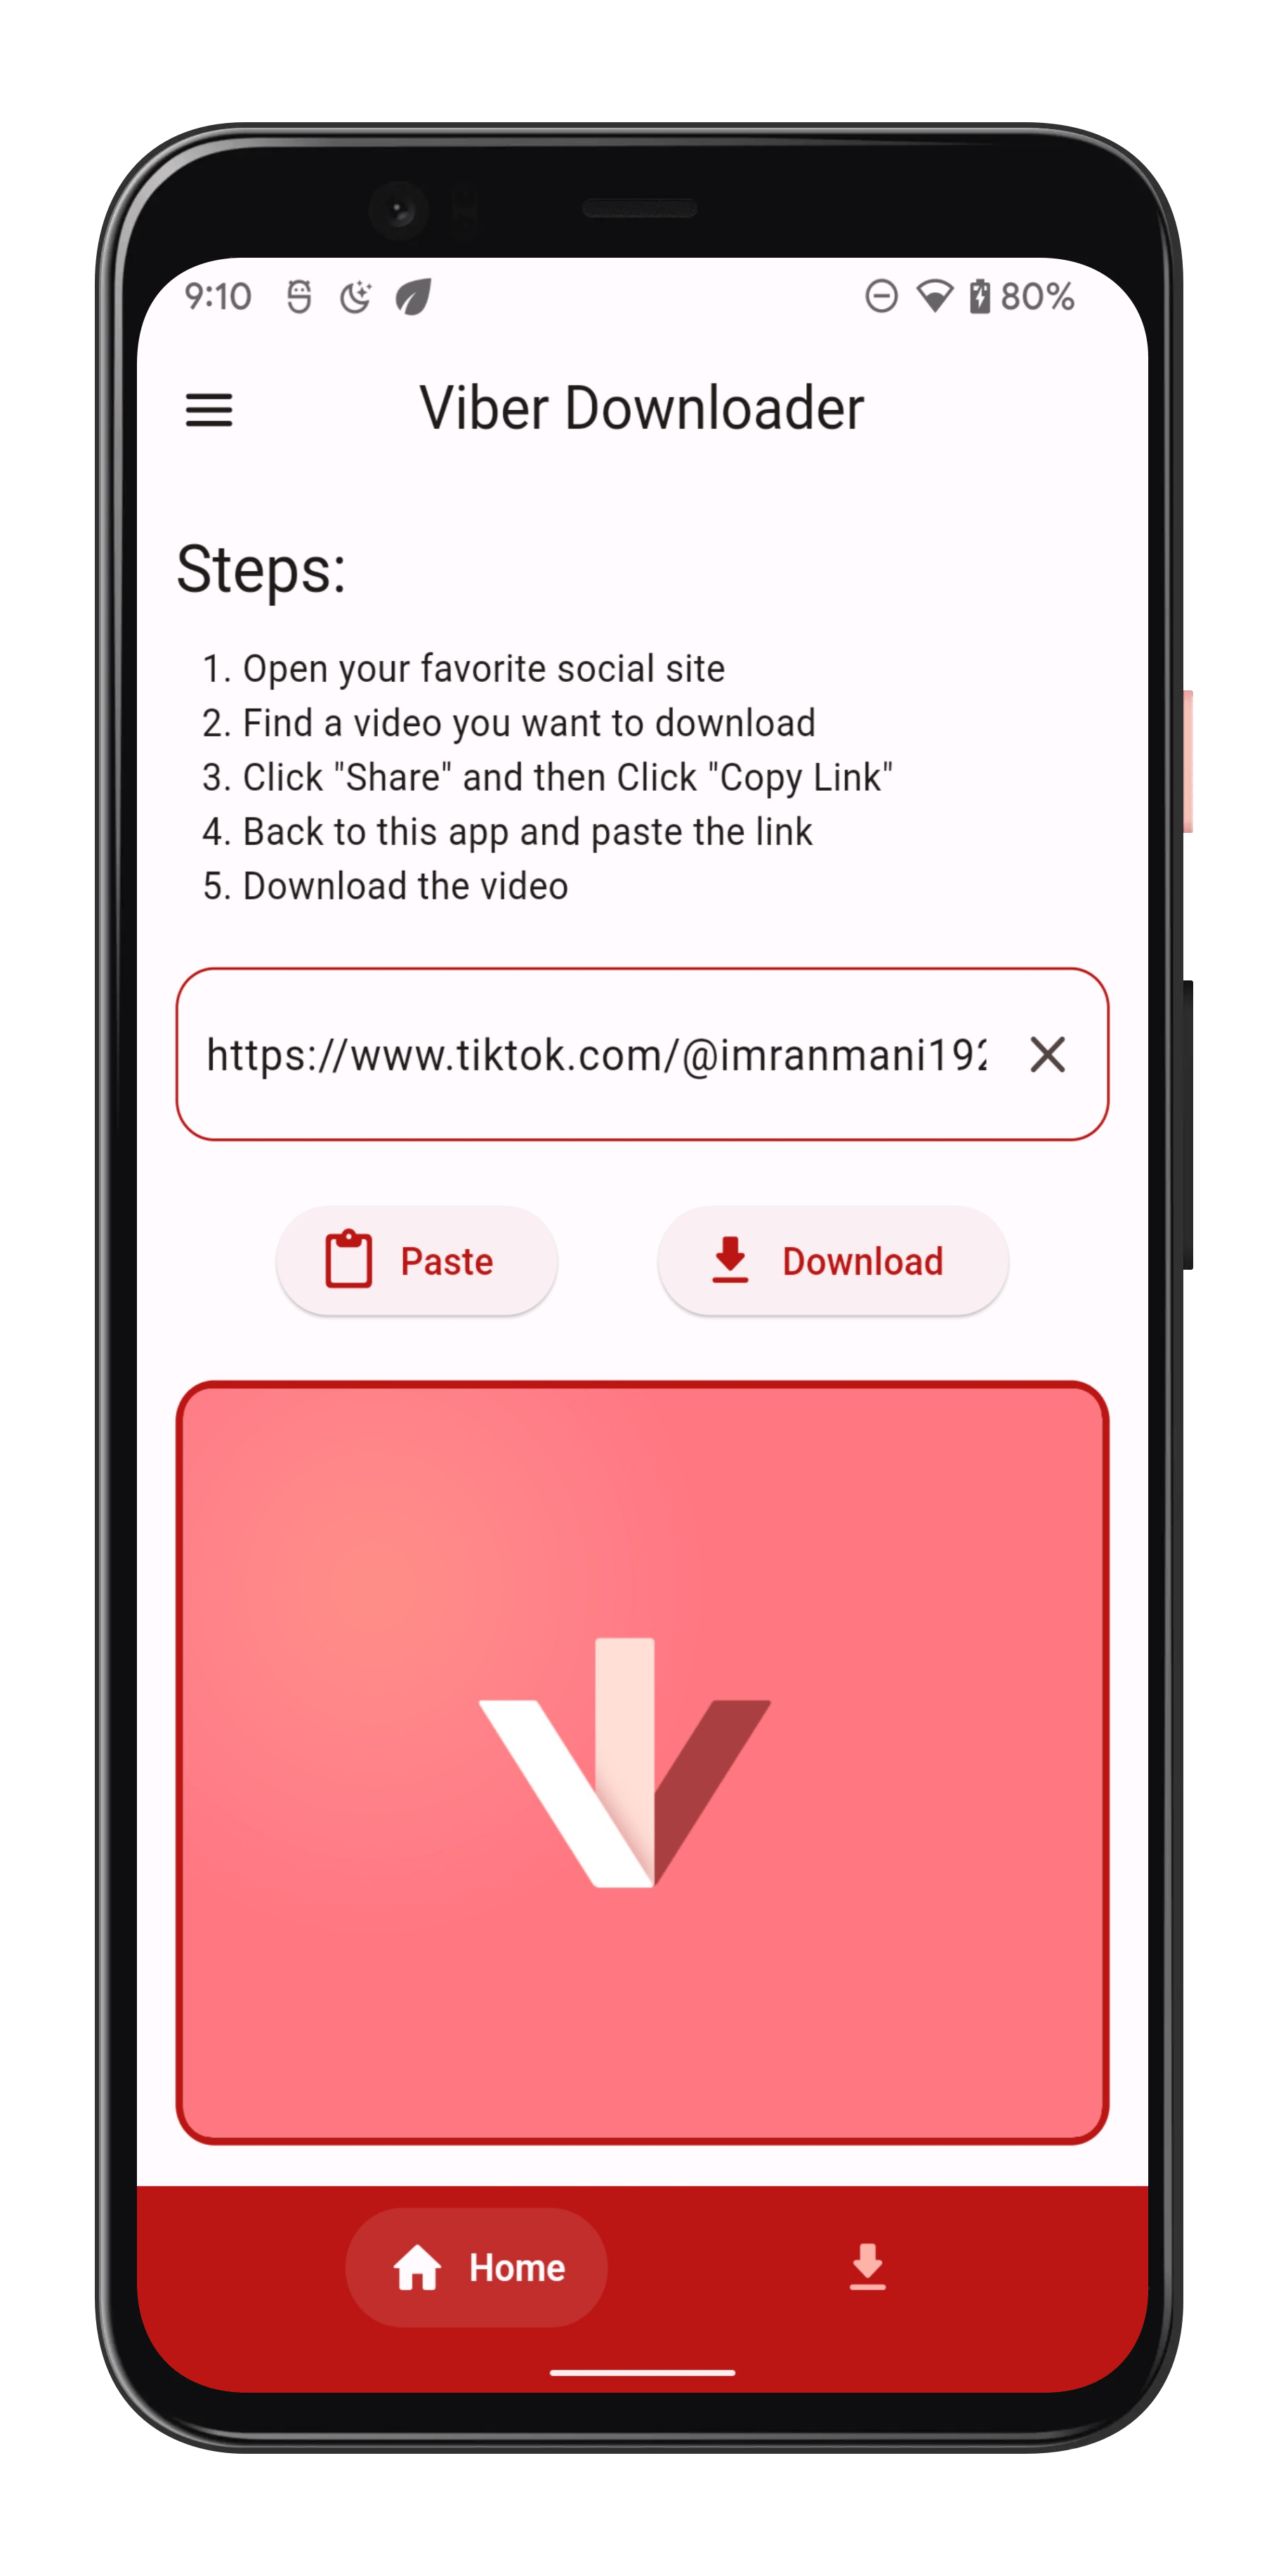 9:10
80%
Viber Downloader
Steps:
1. Open your favorite social site
2. Find a video you want to download
3. Click "Share" and then Click "Copy Link"
4. Back to this app and paste the link
5. Download the video
https://www.tiktok.com/@imranmani192
Paste
Download
Home